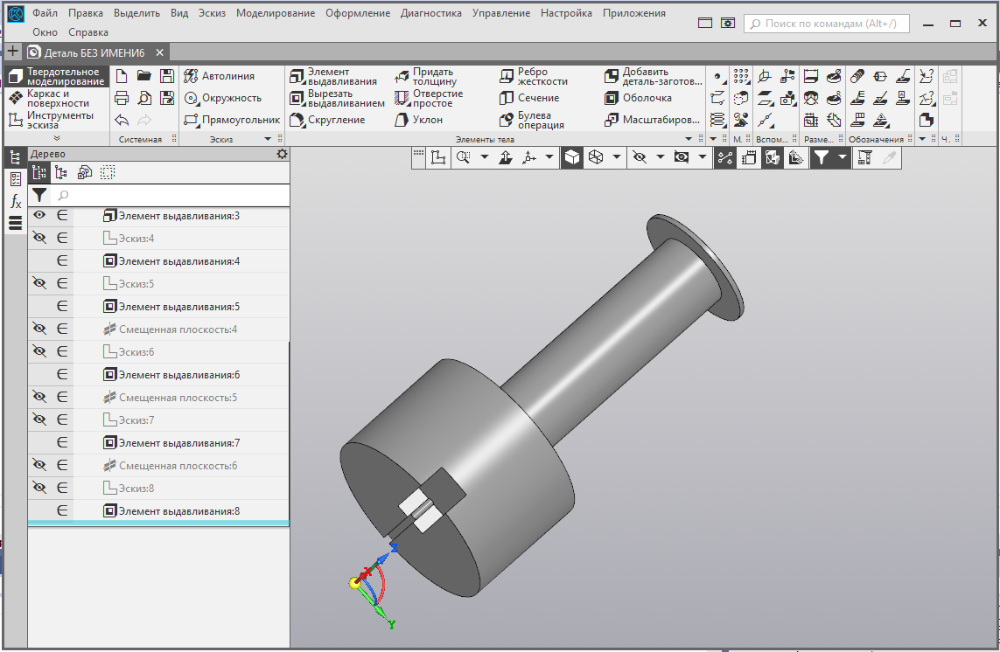 Файл Правка Выделить Вид Эскиз Моделирование Оформление Диагностика Управление Настройка Приложения
Окно Справка
Поиск по командам (Alt+/)
Деталь БЕЗ ИМЕНИ6
Твердотельное моделирование
Каркас и поверхности
Инструменты эскиза
Системная
Автолиния
Окружность
Прямоугольник
Эскиз
Элемент выдавливания
Вырезать выдавливанием
Скругление
Придать толщину
Отверстие простое
Уклон
Ребро жесткости
Сечение
Булева операция
Добавить деталь-заготов...
Оболочка
Масштабиров...
Элементы тела
М.
Вспом...
Разме...
Обозначения
Ч.
Дерево
fx
Элемент выдавливания:3
Эскиз:4
Элемент выдавливания:4
Эскиз:5
Элемент выдавливания:5
Смещенная плоскость:4
Эскиз:6
Элемент выдавливания:6
Смещенная плоскость:5
Эскиз:7
Элемент выдавливания:7
Смещенная плоскость:6
Эскиз:8
Элемент выдавливания:8
Z
X
Y